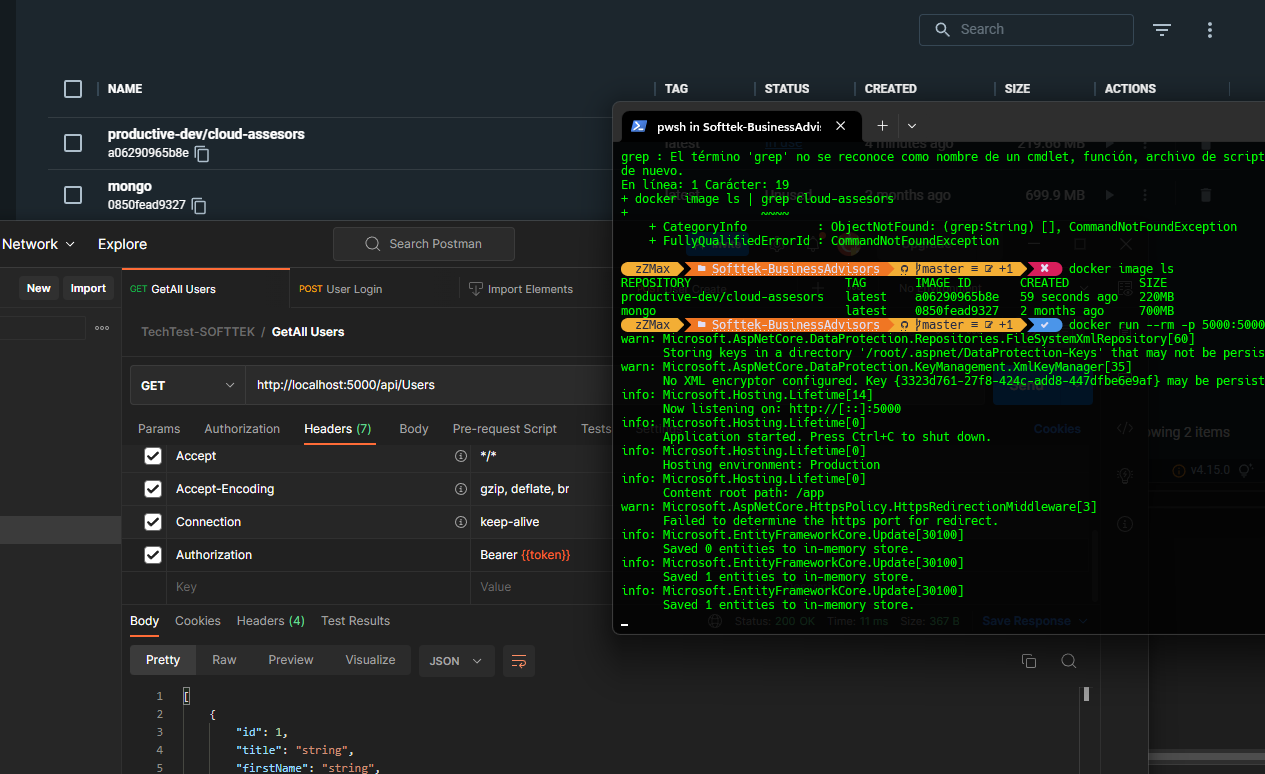 Search
NAME
TAG
STATUS
CREATED
SIZE
ACTIONS
productive-dev/cloud-assesors
a06290965b8e
latest
4 minutes ago
219.66 MB
mongo
0850fead9327
months ago
699.9 MB
Network
Explore
Search Postman
New
Import
GET GetAll Users
POST User Login
Import Elements
TechTest-SOFTTEK / GetAll Users
GET
http://localhost:5000/api/Users
Params
Authorization
Headers (7)
Body
Pre-request Script
Tests
Cookies
Accept
*/*
Accept-Encoding
gzip, deflate, br
Connection
keep-alive
Authorization
Bearer {{token}}
Key
Value
Body
Cookies
Headers (4)
Test Results
Status: 200 OK Time: 11 ms Size: 367 B
Save Response
Pretty
Raw
Preview
Visualize
JSON
1 [
2 {
3 "id": 1,
4 "title": "string",
5 "firstName": "string",
pwsh in Softtek-BusinessAdvis
grep : El término 'grep' no se reconoce como nombre de un cmdlet, función, archivo de script
de nuevo.
En línea: 1 Carácter: 19
+ docker image ls | grep cloud-assesors
+ ~~~~
+ CategoryInfo : ObjectNotFound: (grep:String) [], CommandNotFoundException
+ FullyQualifiedErrorId : CommandNotFoundException
zZMax Softtek-BusinessAdvisors master ≡ +1 docker image ls
REPOSITORY TAG IMAGE ID CREATED SIZE
productive-dev/cloud-assesors latest a06290965b8e 59 seconds ago 220MB
mongo latest 0850fead9327 2 months ago 700MB
zZMax Softtek-BusinessAdvisors master ≡ +1 docker run --rm -p 5000:5000
warn: Microsoft.AspNetCore.DataProtection.Repositories.FileSystemXmlRepository[60]
Storing keys in a directory '/root/.aspnet/DataProtection-Keys' that may not be persis
warn: Microsoft.AspNetCore.DataProtection.KeyManagement.XmlKeyManager[35]
No XML encryptor configured. Key {3323d761-27f8-424c-add8-447dfbe6e9af} may be persist
info: Microsoft.Hosting.Lifetime[14]
Now listening on: http://[::]:5000
info: Microsoft.Hosting.Lifetime[0]
Application started. Press Ctrl+C to shut down.
info: Microsoft.Hosting.Lifetime[0]
Hosting environment: Production
info: Microsoft.Hosting.Lifetime[0]
Content root path: /app
warn: Microsoft.AspNetCore.HttpsPolicy.HttpsRedirectionMiddleware[3]
Failed to determine the https port for redirect.
info: Microsoft.EntityFrameworkCore.Update[30100]
Saved 0 entities to in-memory store.
info: Microsoft.EntityFrameworkCore.Update[30100]
Saved 1 entities to in-memory store.
info: Microsoft.EntityFrameworkCore.Update[30100]
Saved 1 entities to in-memory store.
wing 2 items
v4.15.0